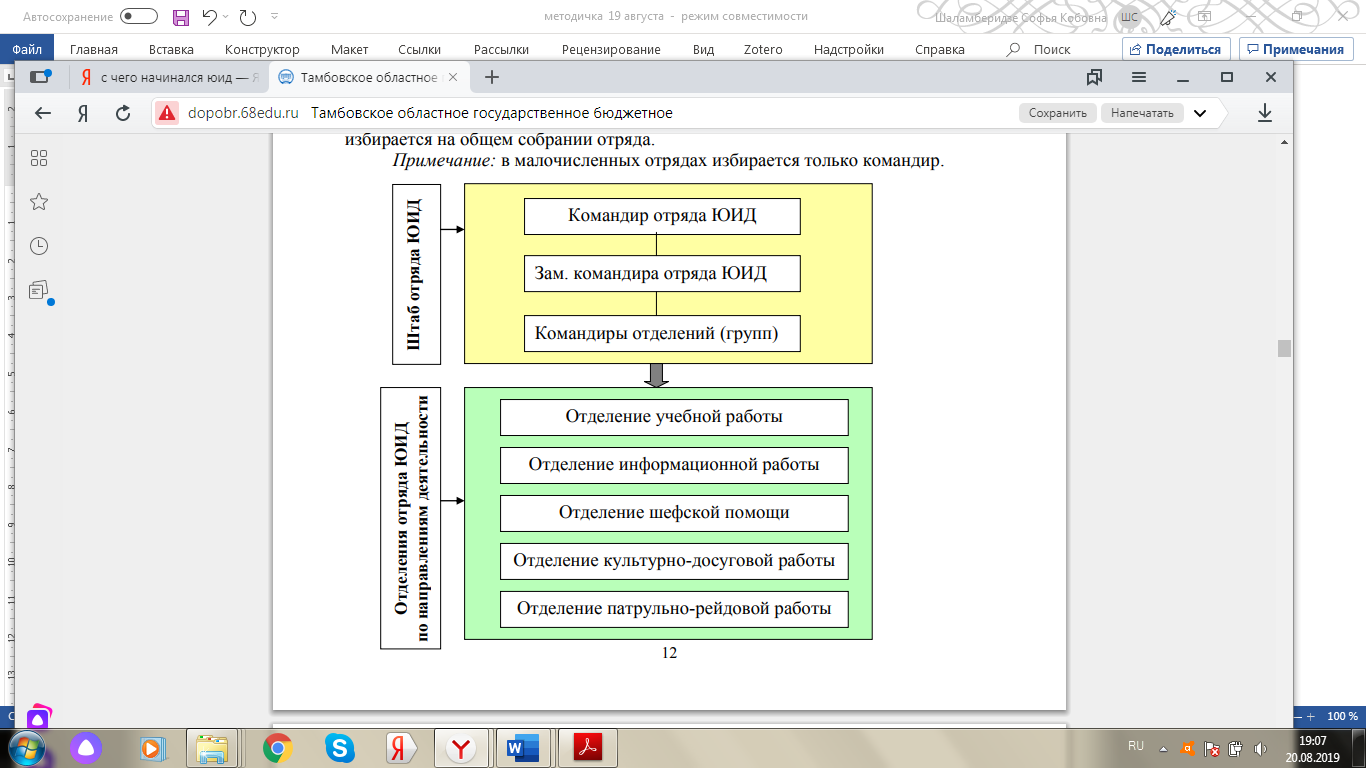 Автосохранение
методичка 19 августа - режим совместимости
Шаламберидзе Софья Кобовна
ШС
Файл Главная Вставка Конструктор Макет Ссылки Рассылки Рецензирование Вид Zotero Надстройки Справка Поиск Поделиться Примечания
с чего начинался юид — Я
Тамбовское областное
dopobr.68edu.ru Тамбовское областное государственное бюджетное Сохранить Напечатать
избирается на общем собрании отряда.
Примечание: в малочисленных отрядах избирается только командир.
Штаб отряда ЮИД
Командир отряда ЮИД
Зам. командира отряда ЮИД
Командиры отделений (групп)
Отделения отряда ЮИД
по направлениям деятельности
Отделение учебной работы
Отделение информационной работы
Отделение шефской помощи
Отделение культурно-досуговой работы
Отделение патрульно-рейдовой работы
12
100 %
RU
19:07
20.08.2019